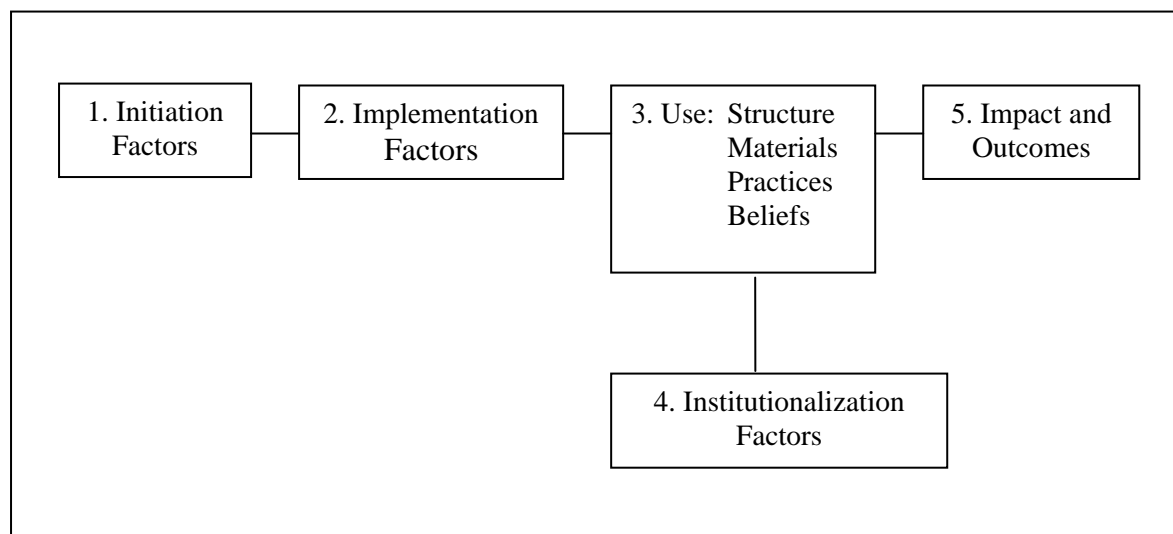 1. Initiation
Factors
2. Implementation
Factors
3. Use: Structure
Materials
Practices
Beliefs
5. Impact and
Outcomes
4. Institutionalization
Factors